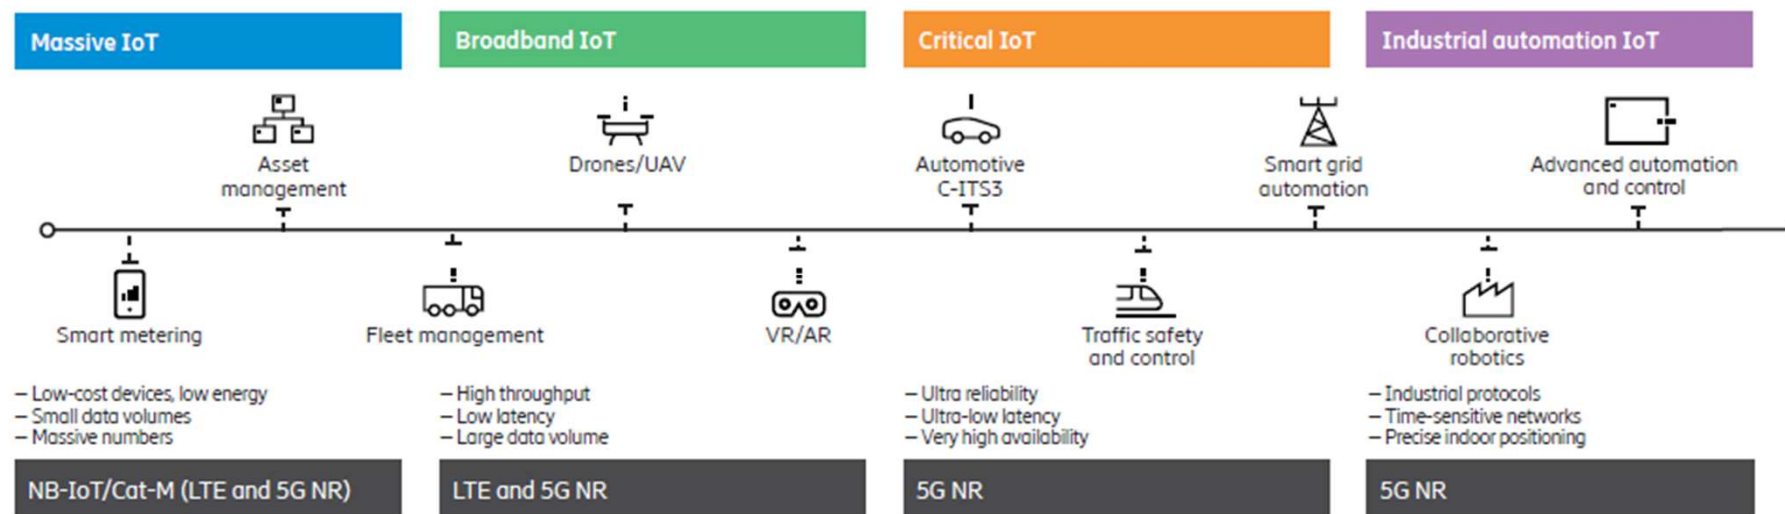 Massive IoT
Broadband IoT
Critical IoT
Industrial automation IoT
Asset
management
Drones/UAV
Automotive
C-ITS3
Smart grid
automation
Advanced automation
and control
Smart metering
Fleet management
VR/AR
Traffic safety
and control
Collaborative
robotics
– Low-cost devices, low energy
– Small data volumes
– Massive numbers
– High throughput
– Low latency
– Large data volume
– Ultra reliability
– Ultra-low latency
– Very high availability
– Industrial protocols
– Time-sensitive networks
– Precise indoor positioning
NB-IoT/Cat-M (LTE and 5G NR)
LTE and 5G NR
5G NR
5G NR